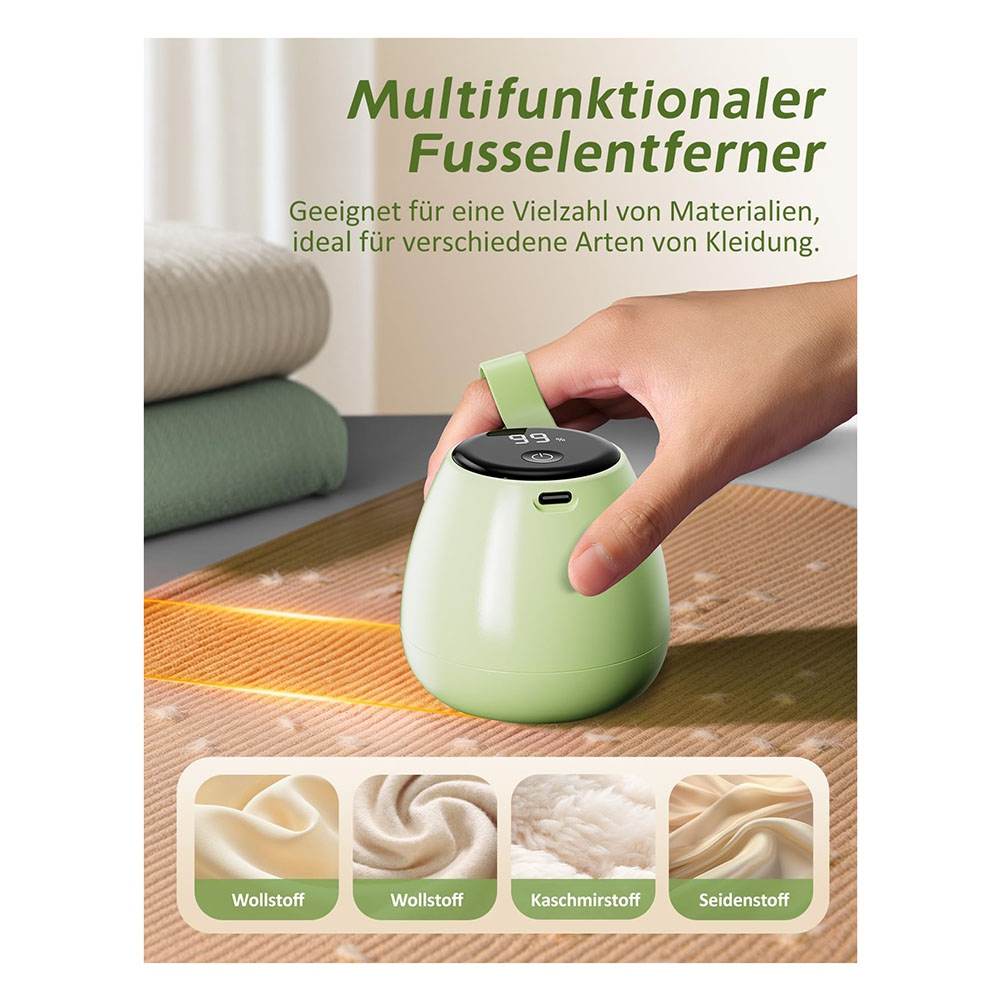 Multifunktionaler
Fusselentferner
Geeignet für eine Vielzahl von Materialien,
ideal für verschiedene Arten von Kleidung.
99 %
Wollstoff
Wollstoff
Kaschmirstoff
Seidenstoff